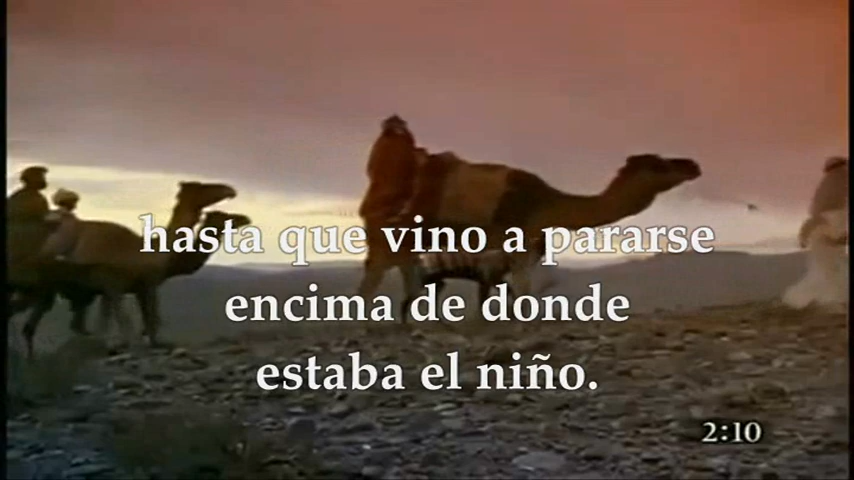 hasta que vino a pararse
encima de donde
estaba el niño.
2:10